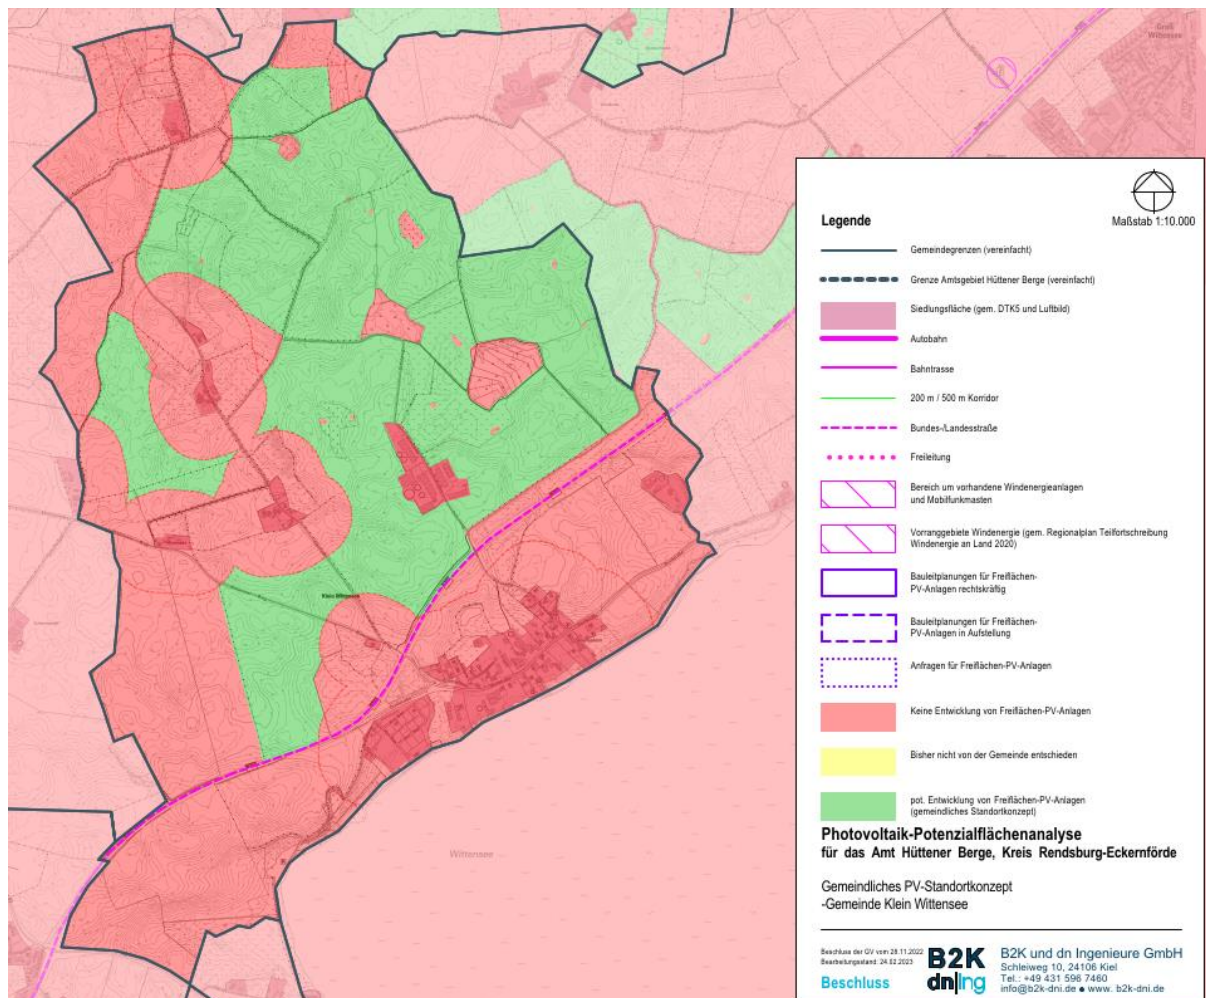 Groß
Wittensee
Klein Wittensee
Wittensee
Maßstab 1:10.000
Legende
Gemeindegrenzen (vereinfacht)
Grenze Amtsgebiet Hüttener Berge (vereinfacht)
Siedlungsfläche (gem. DTK5 und Luftbild)
Autobahn
Bahntrasse
200 m / 500 m Korridor
Bundes-/Landesstraße
Freileitung
Bereich um vorhandene Windenergieanlagen
und Mobilfunkmasten
Vorranggebiete Windenergie (gem. Regionalplan Teilfortschreibung
Windenergie an Land 2020)
Bauleitplanungen für Freiflächen-
PV-Anlagen rechtskräftig
Bauleitplanungen für Freiflächen-
PV-Anlagen in Aufstellung
Anfragen für Freiflächen-PV-Anlagen
Keine Entwicklung von Freiflächen-PV-Anlagen
Bisher nicht von der Gemeinde entschieden
pot. Entwicklung von Freiflächen-PV-Anlagen
(gemeindliches Standortkonzept)
Photovoltaik-Potenzialflächenanalyse
für das Amt Hüttener Berge, Kreis Rendsburg-Eckernförde
Gemeindliches PV-Standortkonzept
-Gemeinde Klein Wittensee
Beschluss der GV vom 28.11.2022
Bearbeitungsstand: 24.02.2023
Beschluss
B2K
dn|ing
B2K und dn Ingenieure GmbH
Schleiweg 10, 24106 Kiel
Tel.: +49 431 596 7460
info@b2k-dni.de ● www. b2k-dni.de